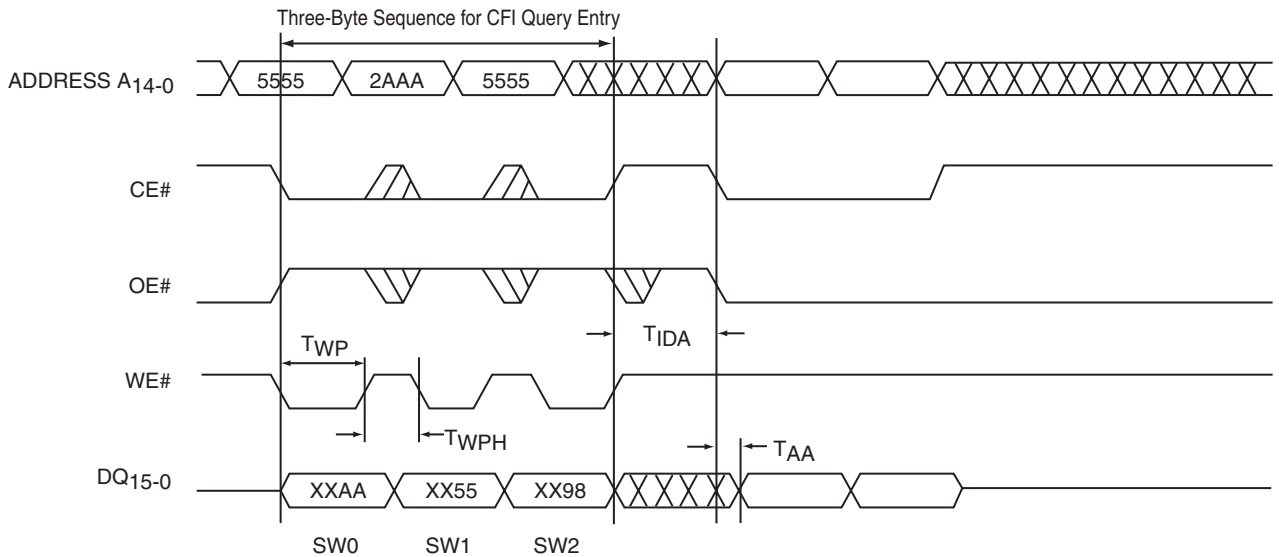 Three-Byte Sequence for CFI Query Entry
ADDRESS A14-0
5555 2AAA 5555
CE#
OE#
TIDA
TWP
WE#
TWPH
TAA
DQ15-0
XXAA XX55 XX98
SW0 SW1 SW2